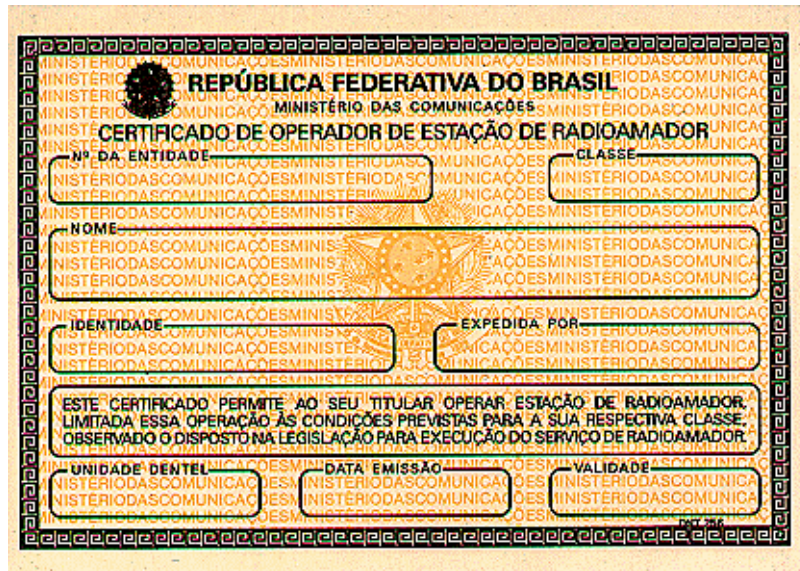 REPÚBLICA FEDERATIVA DO BRASIL
MINISTÉRIO DAS COMUNICAÇÕES
CERTIFICADO DE OPERADOR DE ESTAÇÃO DE RADIOAMADOR
Nº DA ENTIDADE
CLASSE
NOME
IDENTIDADE
EXPEDIDA POR
ESTE CERTIFICADO PERMITE AO SEU TITULAR OPERAR ESTAÇÃO DE RADIOAMADOR,
LIMITADA ESSA OPERAÇÃO ÀS CONDIÇÕES PREVISTAS PARA A SUA RESPECTIVA CLASSE,
OBSERVADO O DISPOSTO NA LEGISLAÇÃO PARA EXECUÇÃO DO SERVIÇO DE RADIOAMADOR.
UNIDADE DENTEL
DATA EMISSÃO
VALIDADE